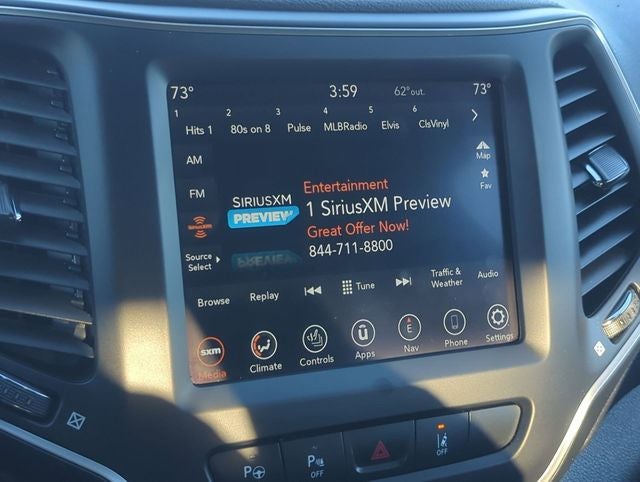 73° 3:59 62°out. 73°
1 2 3 4 5 6
Hits 1 80s on 8 Pulse MLBRadio Elvis ClsVinyl
AM
Map
FM
Fav
SIRIUSXM
PREVIEW
Entertainment
1 SiriusXM Preview
Great Offer Now!
844-711-8800
SiriusXM
Source
Select
Browse Replay Tune Traffic &
Weather Audio
sxm
Media Climate Controls Apps E Nav Phone Settings
P P OFF OFF